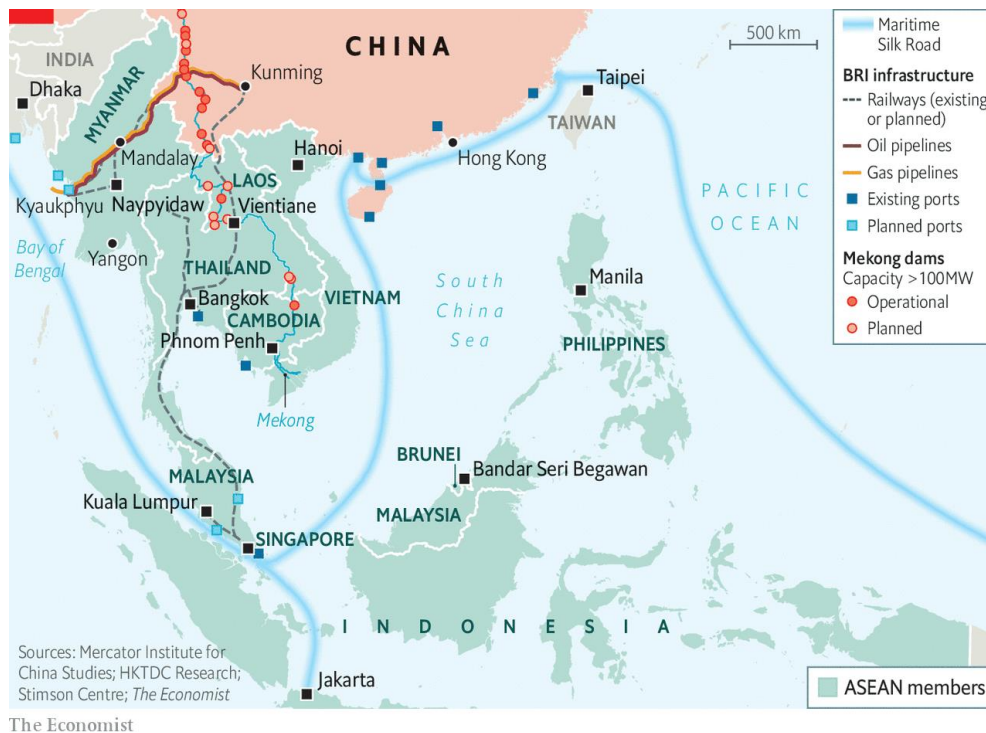 CHINA
INDIA
Kunming
Dhaka
MYANMAR
Mandalay
Hanoi
LAOS
Kyaukphyu
Naypyidaw
Vientiane
Bay of
Bengal
Yangon
THAILAND
Bangkok
VIETNAM
CAMBODIA
Phnom Penh
Mekong
Hong Kong
Taipei
TAIWAN
500 km
PACIFIC
OCEAN
South
China
Sea
Manila
PHILIPPINES
BRUNEI
Bandar Seri Begawan
MALAYSIA
MALAYSIA
Kuala Lumpur
SINGAPORE
INDONESIA
Jakarta
Maritime
Silk Road
BRI infrastructure
Railways (existing
or planned)
Oil pipelines
Gas pipelines
Existing ports
Planned ports
Mekong dams
Capacity >100MW
Operational
Planned
Sources: Mercator Institute for
China Studies; HKTDC Research;
Stimson Centre; The Economist
ASEAN members
The Economist